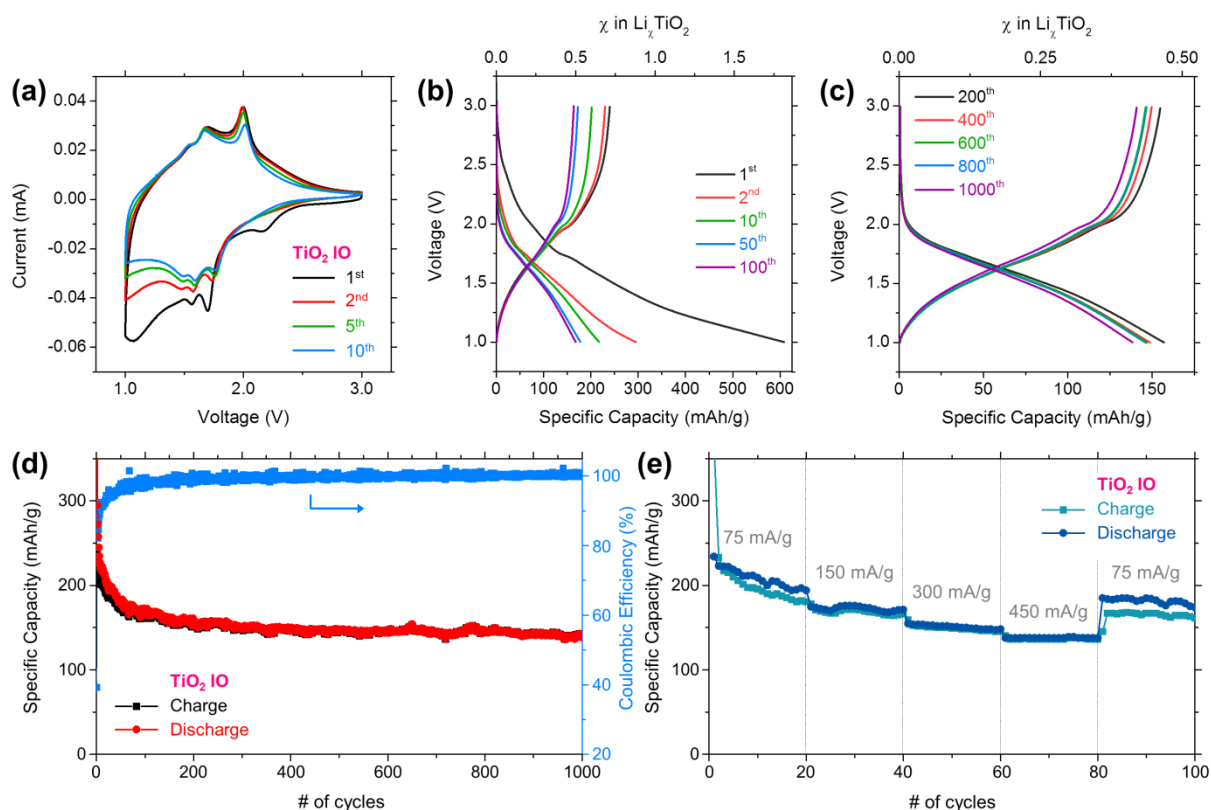 (a)
0.04
0.02
0.00
-0.02
-0.04
-0.06
Current (mA)
TiO₂ IO
1ˢᵗ
2ⁿᵈ
5ᵗʰ
10ᵗʰ
1.0 2.0 3.0
Voltage (V)
χ in LiᵪTiO₂
0.0 0.5 1.0 1.5
(b)
3.0
2.5
2.0
1.5
1.0
Voltage (V)
1ˢᵗ
2ⁿᵈ
10ᵗʰ
50ᵗʰ
100ᵗʰ
0 100 200 300 400 500 600
Specific Capacity (mAh/g)
χ in LiᵪTiO₂
0.00 0.25 0.50
(c)
3.0
2.5
2.0
1.5
1.0
Voltage (V)
200ᵗʰ
400ᵗʰ
600ᵗʰ
800ᵗʰ
1000ᵗʰ
0 50 100 150
Specific Capacity (mAh/g)
(d)
300
250
200
150
100
50
0
Specific Capacity (mAh/g)
TiO₂ IO
Charge
Discharge
100
80
60
40
20
Coulombic Efficiency (%)
0 200 400 600 800 1000
# of cycles
(e)
300
250
200
150
100
50
0
Specific Capacity (mAh/g)
TiO₂ IO
Charge
Discharge
75 mA/g
150 mA/g
300 mA/g
450 mA/g
75 mA/g
0 20 40 60 80 100
# of cycles